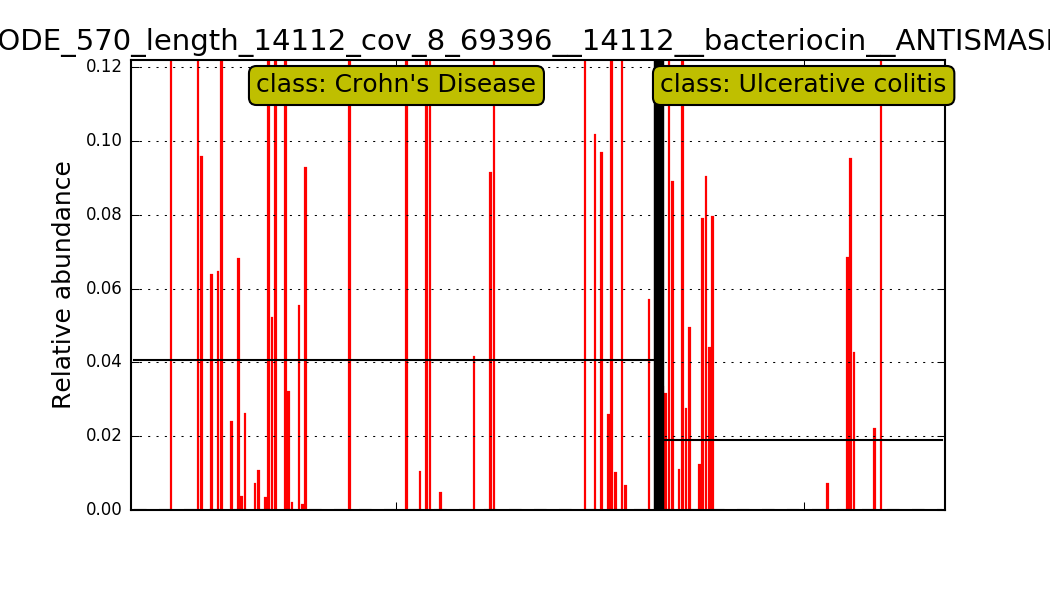 ODE_570_length_14112_cov_8_69396__14112__bacteriocin__ANTISMASH
class: Crohn's Disease
class: Ulcerative colitis
Relative abundance
0.12
0.10
0.08
0.06
0.04
0.02
0.00